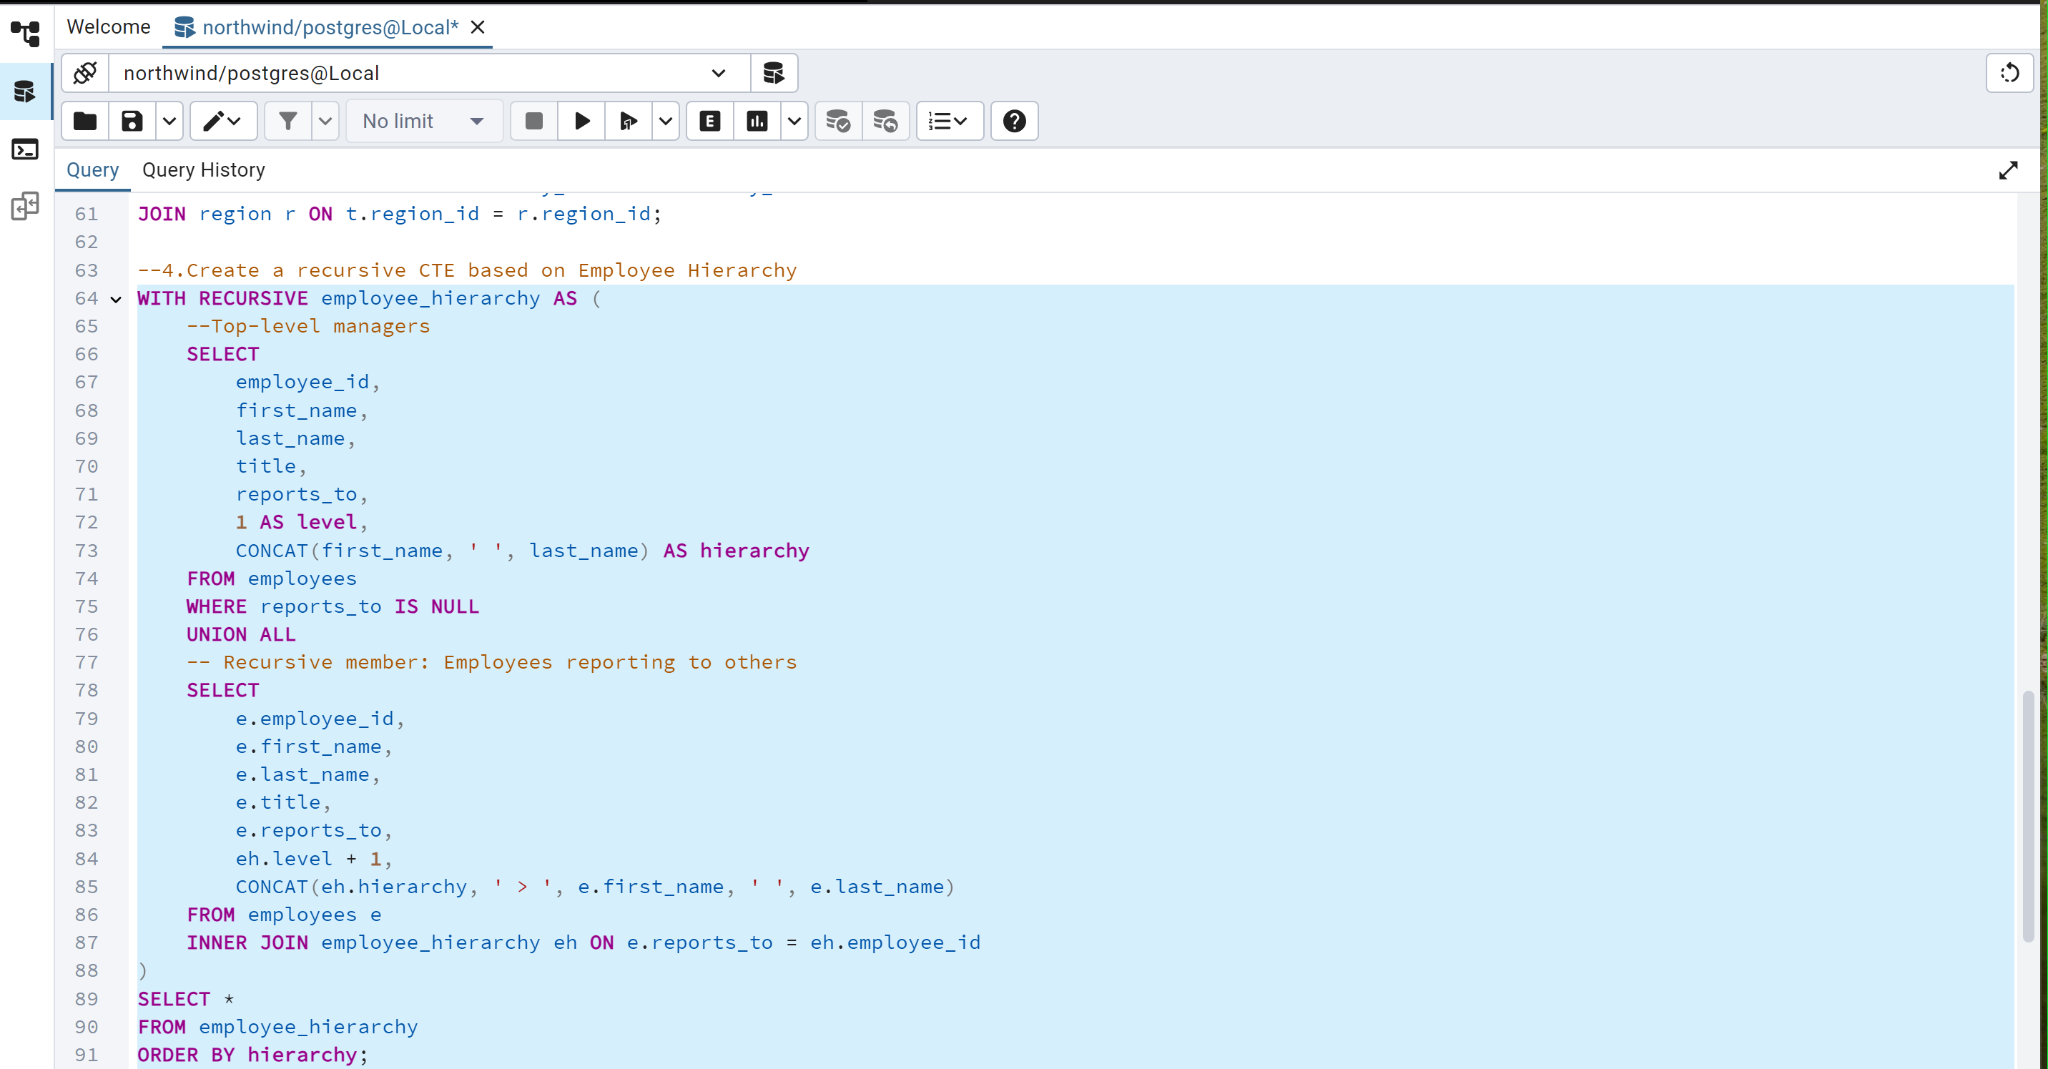 Welcome
northwind/postgres@Local*
northwind/postgres@Local
No limit
Query
Query History
61 JOIN region r ON t.region_id = r.region_id;
62
63 --4.Create a recursive CTE based on Employee Hierarchy
64 WITH RECURSIVE employee_hierarchy AS (
65     --Top-level managers
66     SELECT
67         employee_id,
68         first_name,
69         last_name,
70         title,
71         reports_to,
72         1 AS level,
73         CONCAT(first_name, ' ', last_name) AS hierarchy
74     FROM employees
75     WHERE reports_to IS NULL
76     UNION ALL
77     -- Recursive member: Employees reporting to others
78     SELECT
79         e.employee_id,
80         e.first_name,
81         e.last_name,
82         e.title,
83         e.reports_to,
84         eh.level + 1,
85         CONCAT(eh.hierarchy, ' > ', e.first_name, ' ', e.last_name)
86     FROM employees e
87     INNER JOIN employee_hierarchy eh ON e.reports_to = eh.employee_id
88 )
89 SELECT *
90 FROM employee_hierarchy
91 ORDER BY hierarchy;